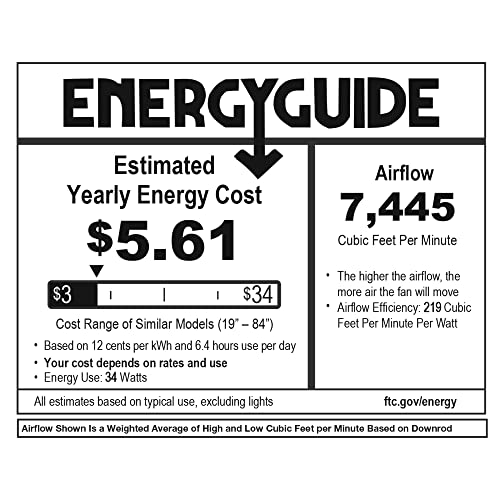 ENERGYGUIDE
Estimated
Yearly Energy Cost
$5.61
$3
$34
Cost Range of Similar Models (19” – 84”)
• Based on 12 cents per kWh and 6.4 hours use per day
• Your cost depends on rates and use
• Energy Use: 34 Watts
Airflow
7,445
Cubic Feet Per Minute
• The higher the airflow, the
more air the fan will move
• Airflow Efficiency: 219 Cubic
Feet Per Minute Per Watt
All estimates based on typical use, excluding lights
ftc.gov/energy
Airflow Shown Is a Weighted Average of High and Low Cubic Feet per Minute Based on Downrod